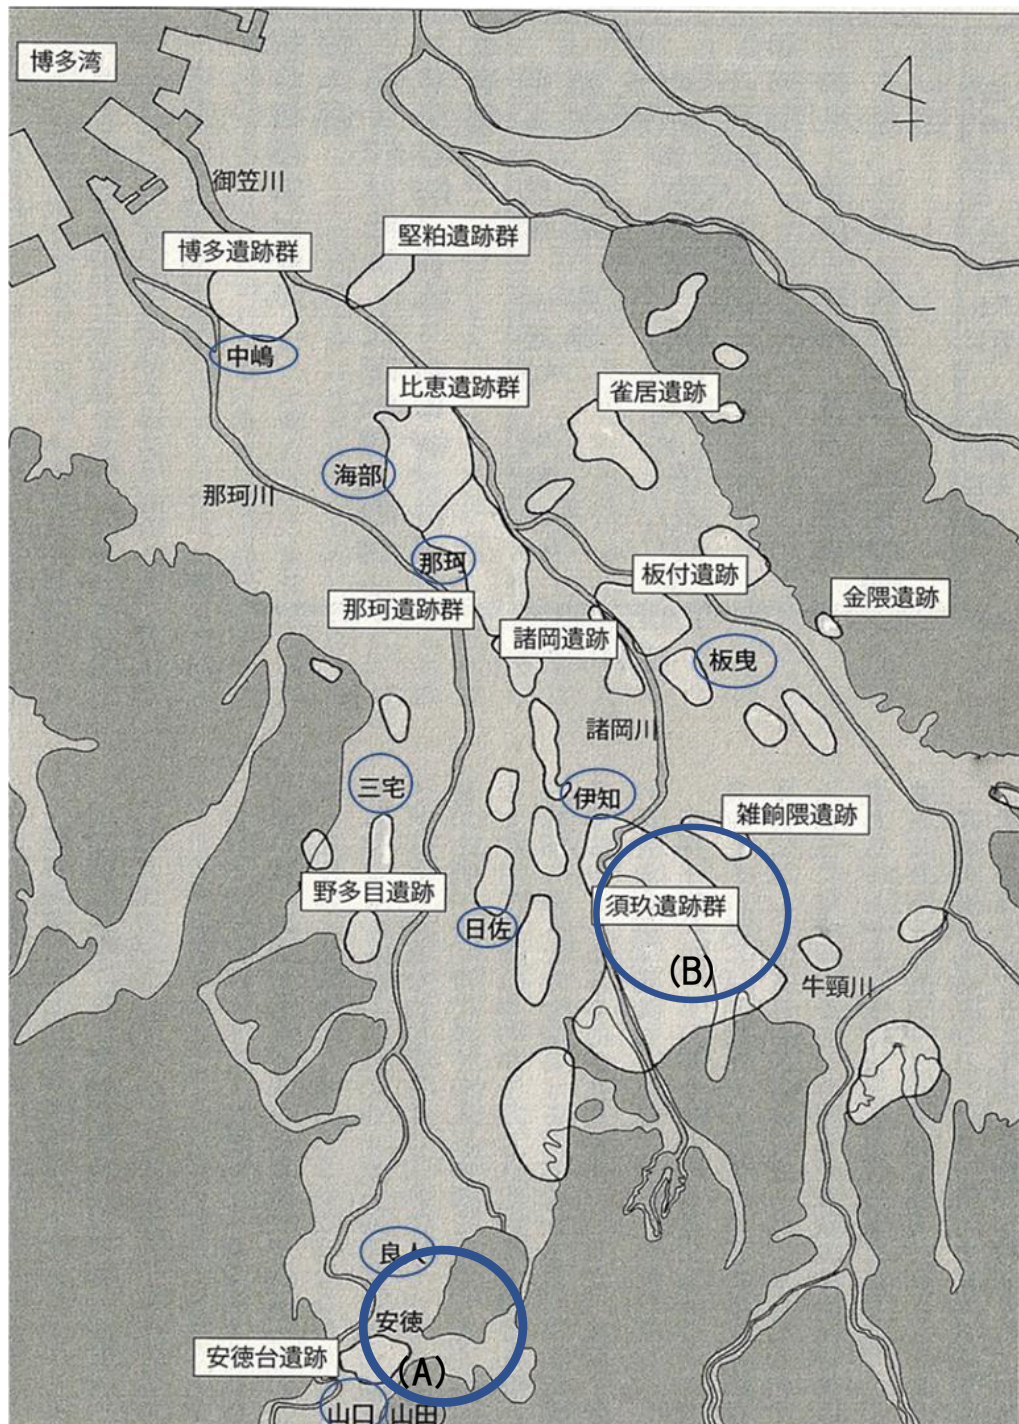 博多湾
御笠川
博多遺跡群
堅粕遺跡群
中嶋
比恵遺跡群
雀居遺跡
海部
那珂川
那珂
板付遺跡
那珂遺跡群
諸岡遺跡
金隈遺跡
板曳
諸岡川
三宅
伊知
雑餉隈遺跡
野多目遺跡
須玖遺跡群
日佐
(B)
牛頸川
良人
安徳
安徳台遺跡
(A)
山口
山田